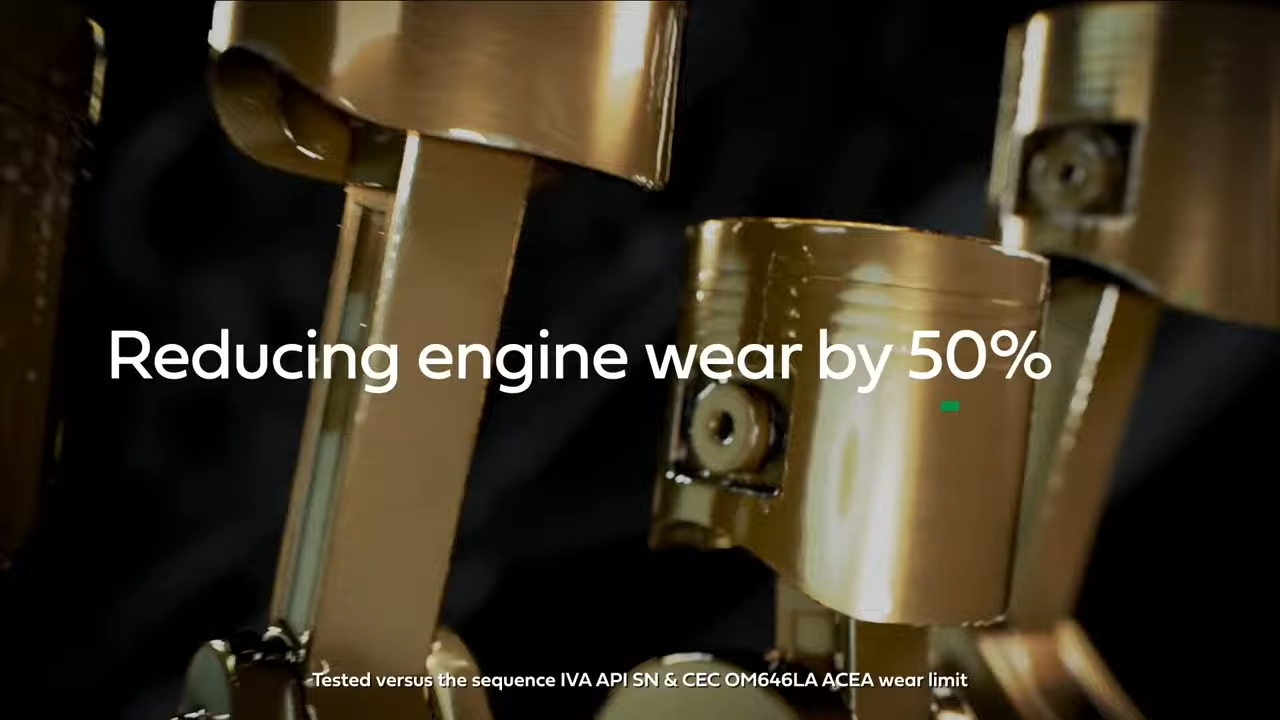 Reducing engine wear by 50%
Tested versus the sequence IVA API SN & CEC OM646LA ACEA wear limit